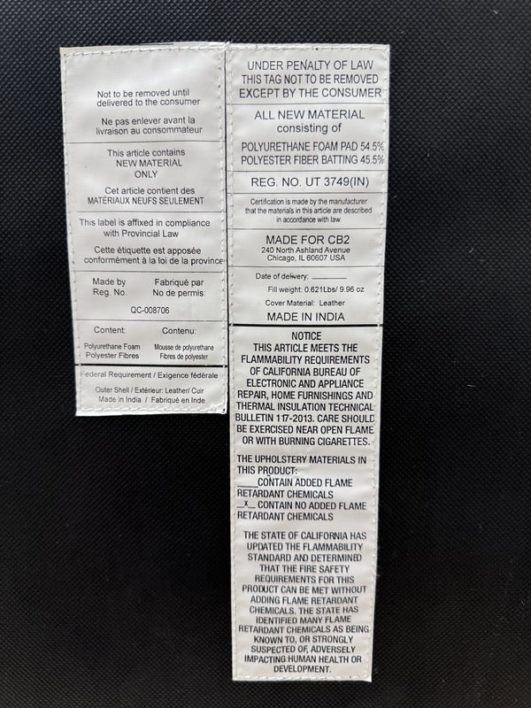 Not to be removed until
delivered to the consumer
Ne pas enlever avant la
livraison au consommateur
This article contains
NEW MATERIAL
ONLY
Cet article contient des
MATÉRIAUX NEUFS SEULEMENT
This label is affixed in compliance
with Provincial Law
Cette étiquette est apposée
conformément à la loi de la province
Made by Fabriqué par
Reg. No. No de permis
QC-008706
Content: Contenu:
Polyurethane Foam Mousse de polyurethane
Polyester Fibres Fibres de polyester
Federal Requirement / Exigence fédérale
Outer Shell / Extérieur: Leather/ Cuir
Made in India / Fabriqué en Inde
UNDER PENALTY OF LAW
THIS TAG NOT TO BE REMOVED
EXCEPT BY THE CONSUMER
ALL NEW MATERIAL
consisting of
POLYURETHANE FOAM PAD 54.5%
POLYESTER FIBER BATTING 45.5%
REG. NO. UT 3749(IN)
Certification is made by the manufacturer
that the materials in this article are described
in accordance with law
MADE FOR CB2
240 North Ashland Avenue
Chicago, IL 60607 USA
Date of delivery: ______
Fill weight: 0.621Lbs/ 9.96 oz
Cover Material: Leather
MADE IN INDIA
NOTICE
THIS ARTICLE MEETS THE
FLAMMABILITY REQUIREMENTS
OF CALIFORNIA BUREAU OF
ELECTRONIC AND APPLIANCE
REPAIR, HOME FURNISHINGS AND
THERMAL INSULATION TECHNICAL
BULLETIN 117-2013. CARE SHOULD
BE EXERCISED NEAR OPEN FLAME
OR WITH BURNING CIGARETTES.
THE UPHOLSTERY MATERIALS IN
THIS PRODUCT:
____CONTAIN ADDED FLAME
RETARDANT CHEMICALS
_x_ CONTAIN NO ADDED FLAME
RETARDANT CHEMICALS
THE STATE OF CALIFORNIA HAS
UPDATED THE FLAMMABILITY
STANDARD AND DETERMINED
THAT THE FIRE SAFETY
REQUIREMENTS FOR THIS
PRODUCT CAN BE MET WITHOUT
ADDING FLAME RETARDANT
CHEMICALS. THE STATE HAS
IDENTIFIED MANY FLAME
RETARDANT CHEMICALS AS BEING
KNOWN TO, OR STRONGLY
SUSPECTED OF, ADVERSELY
IMPACTING HUMAN HEALTH OR
DEVELOPMENT.